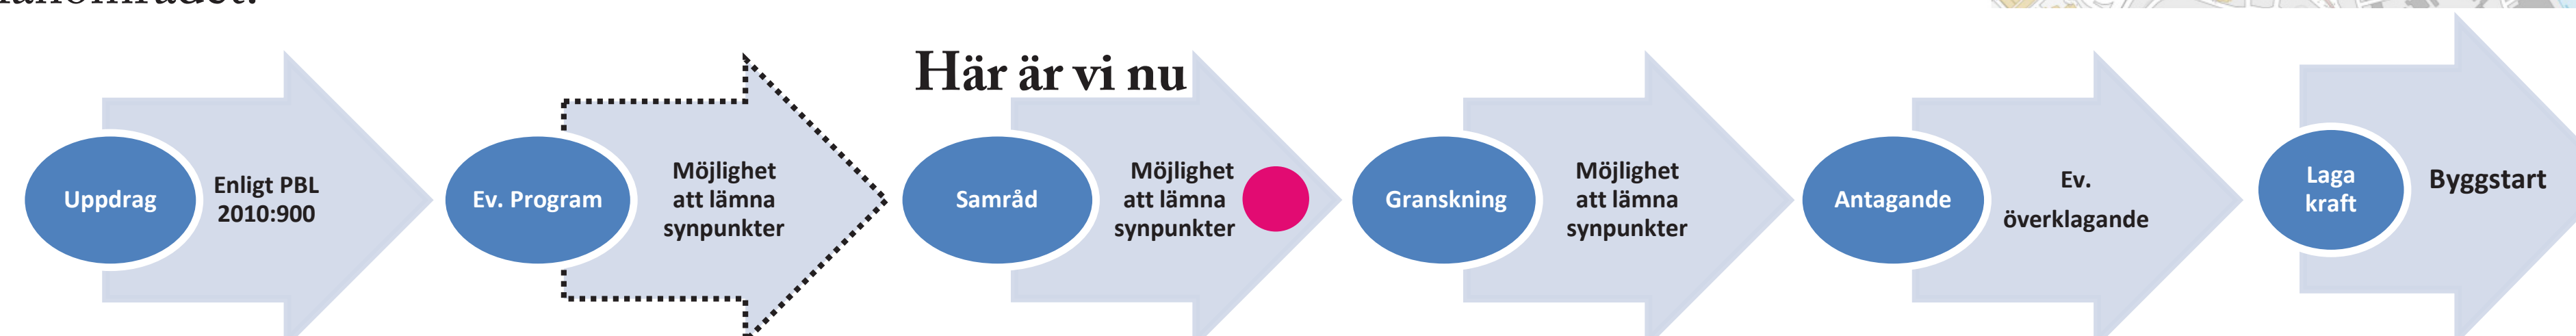 Här är vi nu
Uppdrag
Enligt PBL
2010:900
Ev. Program
Möjlighet
att lämna
synpunkter
Samråd
Möjlighet
att lämna
synpunkter
Granskning
Möjlighet
att lämna
synpunkter
Antagande
Ev.
överklagande
Laga
kraft
Byggstart